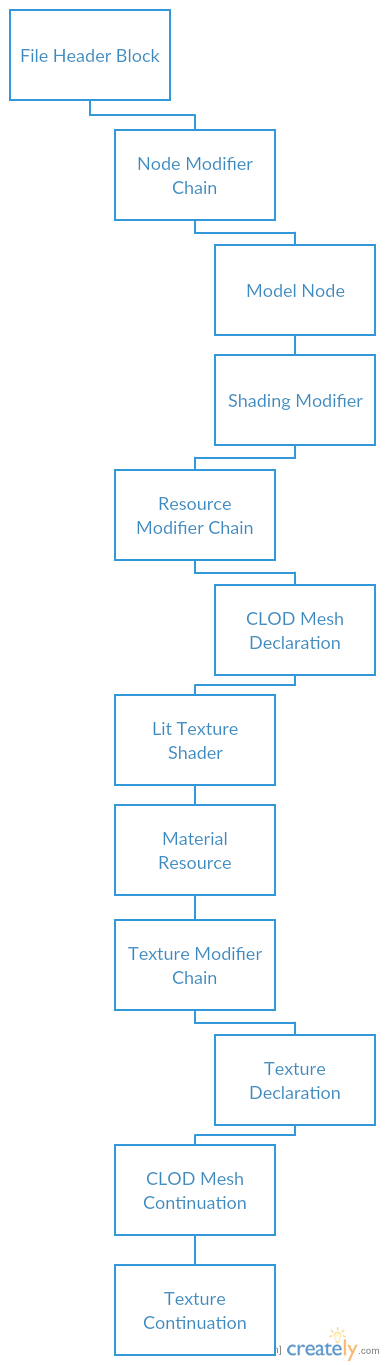 File Header Block
Node Modifier
Chain
Model Node
Shading Modifier
Resource
Modifier Chain
CLOD Mesh
Declaration
Lit Texture
Shader
Material
Resource
Texture Modifier
Chain
Texture
Declaration
CLOD Mesh
Continuation
Texture
Continuation
creately.com